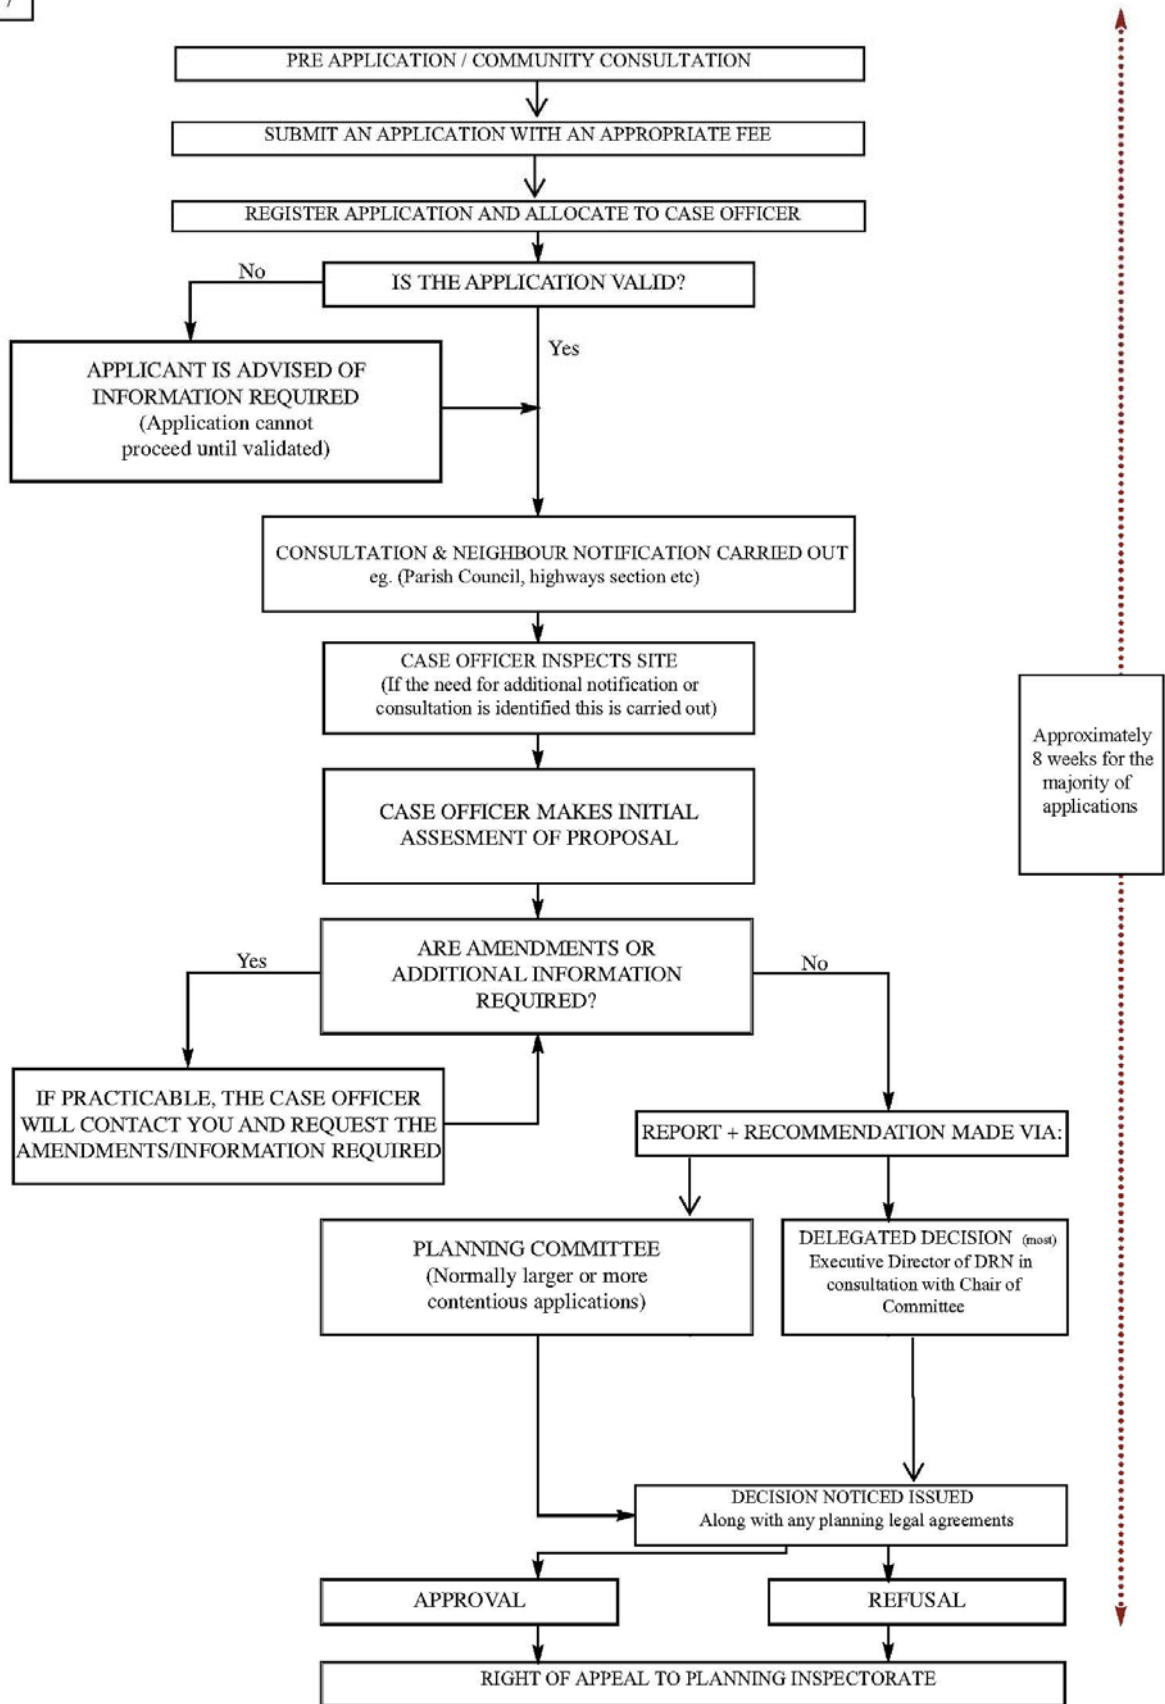 PRE APPLICATION / COMMUNITY CONSULTATION
SUBMIT AN APPLICATION WITH AN APPROPRIATE FEE
REGISTER APPLICATION AND ALLOCATE TO CASE OFFICER
No
IS THE APPLICATION VALID?
Yes
APPLICANT IS ADVISED OF
INFORMATION REQUIRED
(Application cannot
proceed until validated)
CONSULTATION & NEIGHBOUR NOTIFICATION CARRIED OUT
eg. (Parish Council, highways section etc)
CASE OFFICER INSPECTS SITE
(If the need for additional notification or
consultation is identified this is carried out)
Approximately
8 weeks for the
majority of
applications
CASE OFFICER MAKES INITIAL
ASSESMENT OF PROPOSAL
Yes
ARE AMENDMENTS OR
ADDITIONAL INFORMATION
REQUIRED?
No
IF PRACTICABLE, THE CASE OFFICER
WILL CONTACT YOU AND REQUEST THE
AMENDMENTS/INFORMATION REQUIRED
REPORT + RECOMMENDATION MADE VIA:
PLANNING COMMITTEE
(Normally larger or more
contentious applications)
DELEGATED DECISION (most)
Executive Director of DRN in
consultation with Chair of
Committee
DECISION NOTICED ISSUED
Along with any planning legal agreements
APPROVAL
REFUSAL
RIGHT OF APPEAL TO PLANNING INSPECTORATE